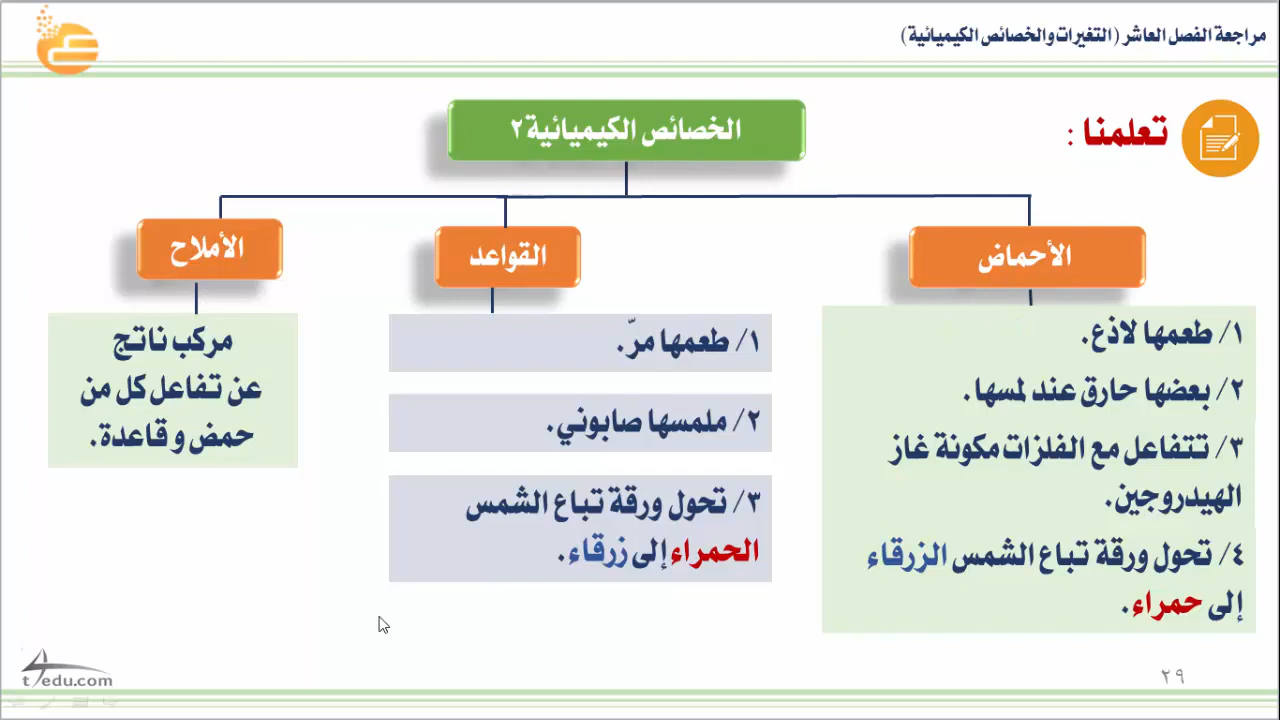 مراجعة الفصل العاشر (التغيرات والخصائص الكيميائية)
تعلمنا :
الخصائص الكيميائية٢
الأحماض
١/ طعمها لاذع.
٢/ بعضها حارق عند لمسها.
٣/ تتفاعل مع الفلزات مكونة غاز
الهيدروجين.
٤/ تحول ورقة تباع الشمس الزرقاء
إلى حمراء.
القواعد
١/ طعمها مرّ.
٢/ ملمسها صابوني.
٣/ تحول ورقة تباع الشمس
الحمراء إلى زرقاء.
الأملاح
مركب ناتج
عن تفاعل كل من
حمض و قاعدة.
t4edu.com
٢٩